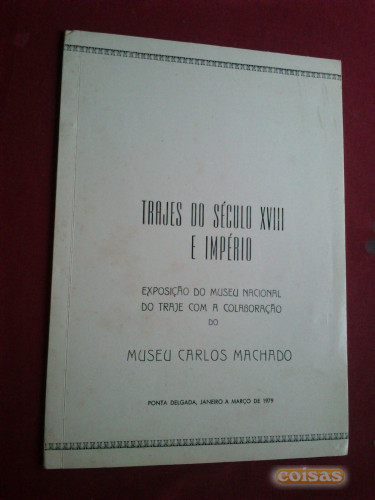 TRAJES DO SÉCULO XVIII
E IMPÉRIO
EXPOSIÇÃO DO MUSEU NACIONAL
DO TRAJE COM A COLABORAÇÃO
DO
MUSEU CARLOS MACHADO
PONTA DELGADA, JANEIRO A MARÇO DE 1979
coisas